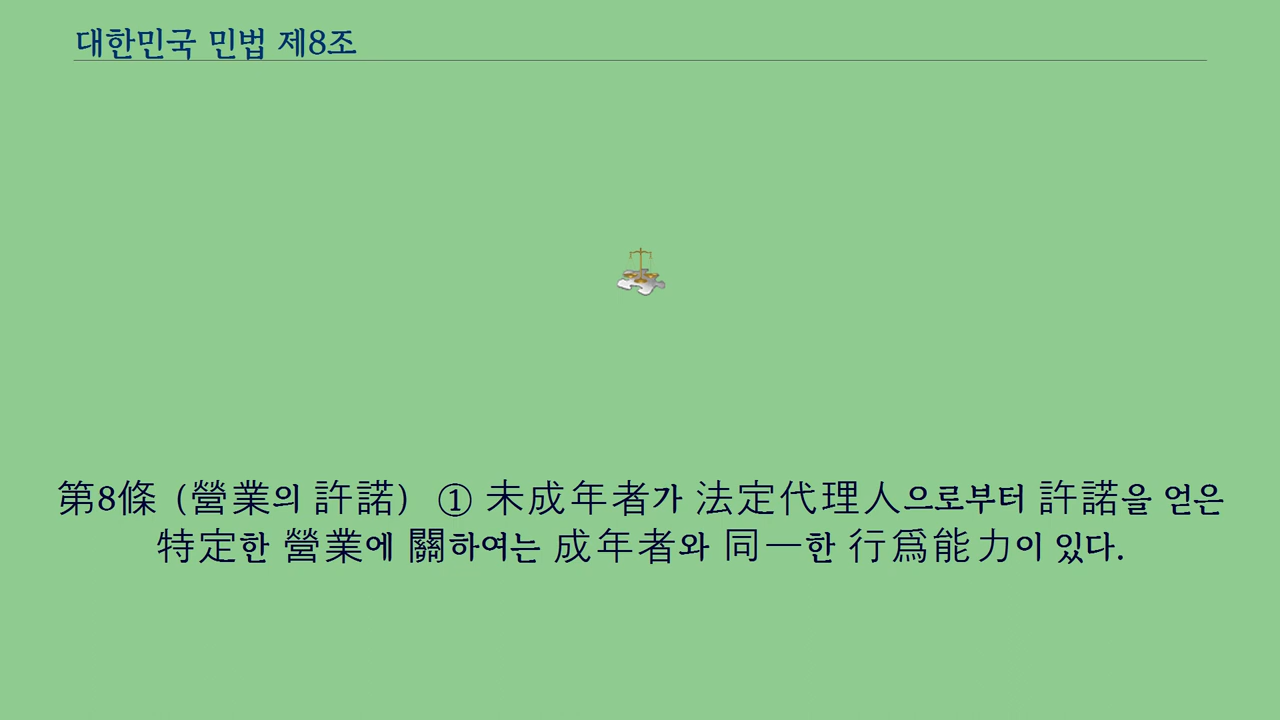 대한민국 민법 제8조
第8條 (營業의 許諾) ① 未成年者가 法定代理人으로부터 許諾을 얻은
特定한 營業에 關하여는 成年者와 同一한 行爲能力이 있다.